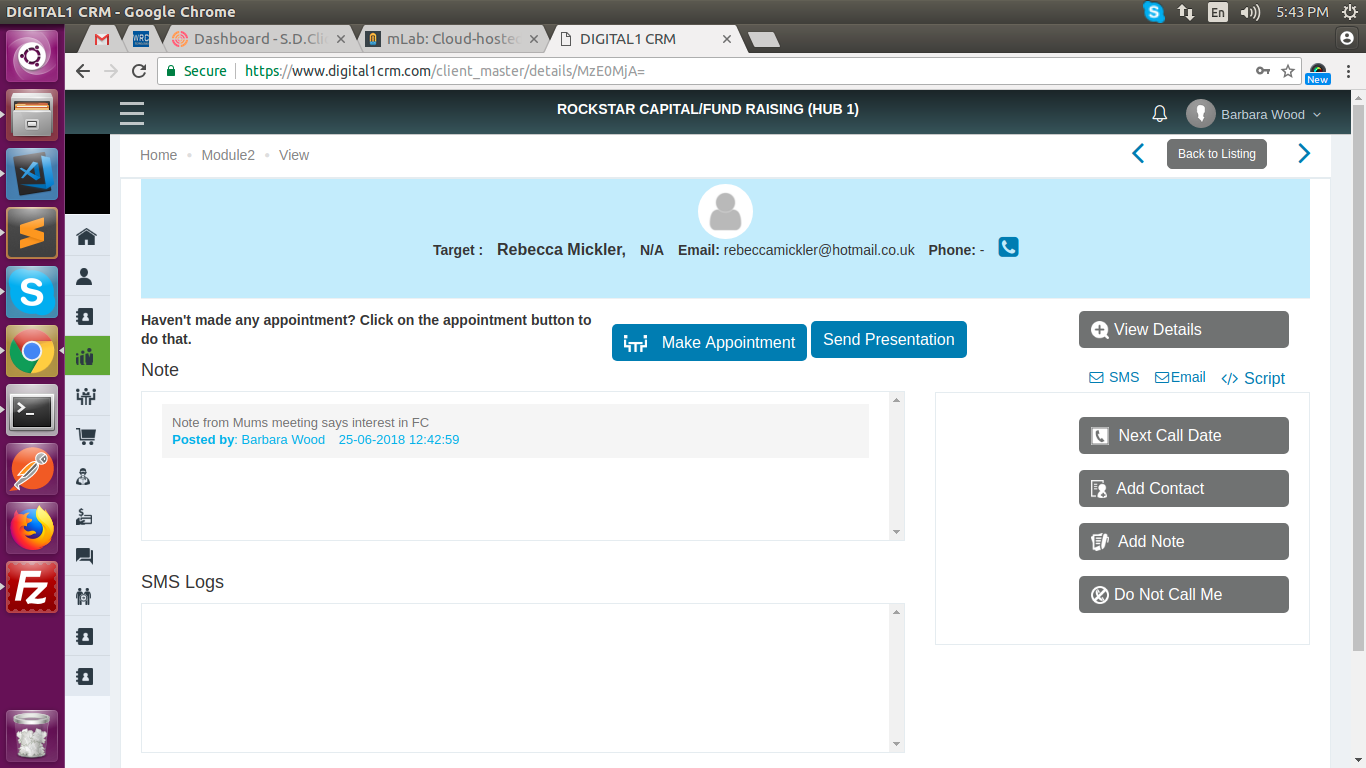 DIGITAL1 CRM - Google Chrome
En
5:43 PM
WRC
Dashboard - S.D.Cli
mLab: Cloud-hosted
DIGITAL1 CRM
Secure
https://www.digital1crm.com/client_master/details/MzE0MjA=
New
ROCKSTAR CAPITAL/FUND RAISING (HUB 1)
Barbara Wood
Home
Module2
View
Back to Listing
Target :
Rebecca Mickler,
N/A
Email: rebeccamickler@hotmail.co.uk
Phone: -
Haven't made any appointment? Click on the appointment button to
do that.
Make Appointment
Send Presentation
View Details
Note
SMS
Email
Script
Note from Mums meeting says interest in FC
Posted by: Barbara Wood 25-06-2018 12:42:59
Next Call Date
Add Contact
Add Note
Do Not Call Me
SMS Logs